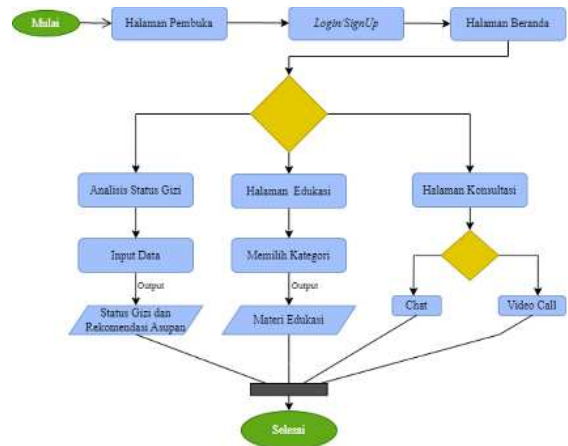 Mulai
Halaman Pembuka
Login/SignUp
Halaman Beranda
Analisis Status Gizi
Halaman Edukasi
Halaman Konsultasi
Input Data
Memilih Kategori
Output
Output
Status Gizi dan
Rekomendasi Asupan
Materi Edukasi
Chat
Video Call
Selesai